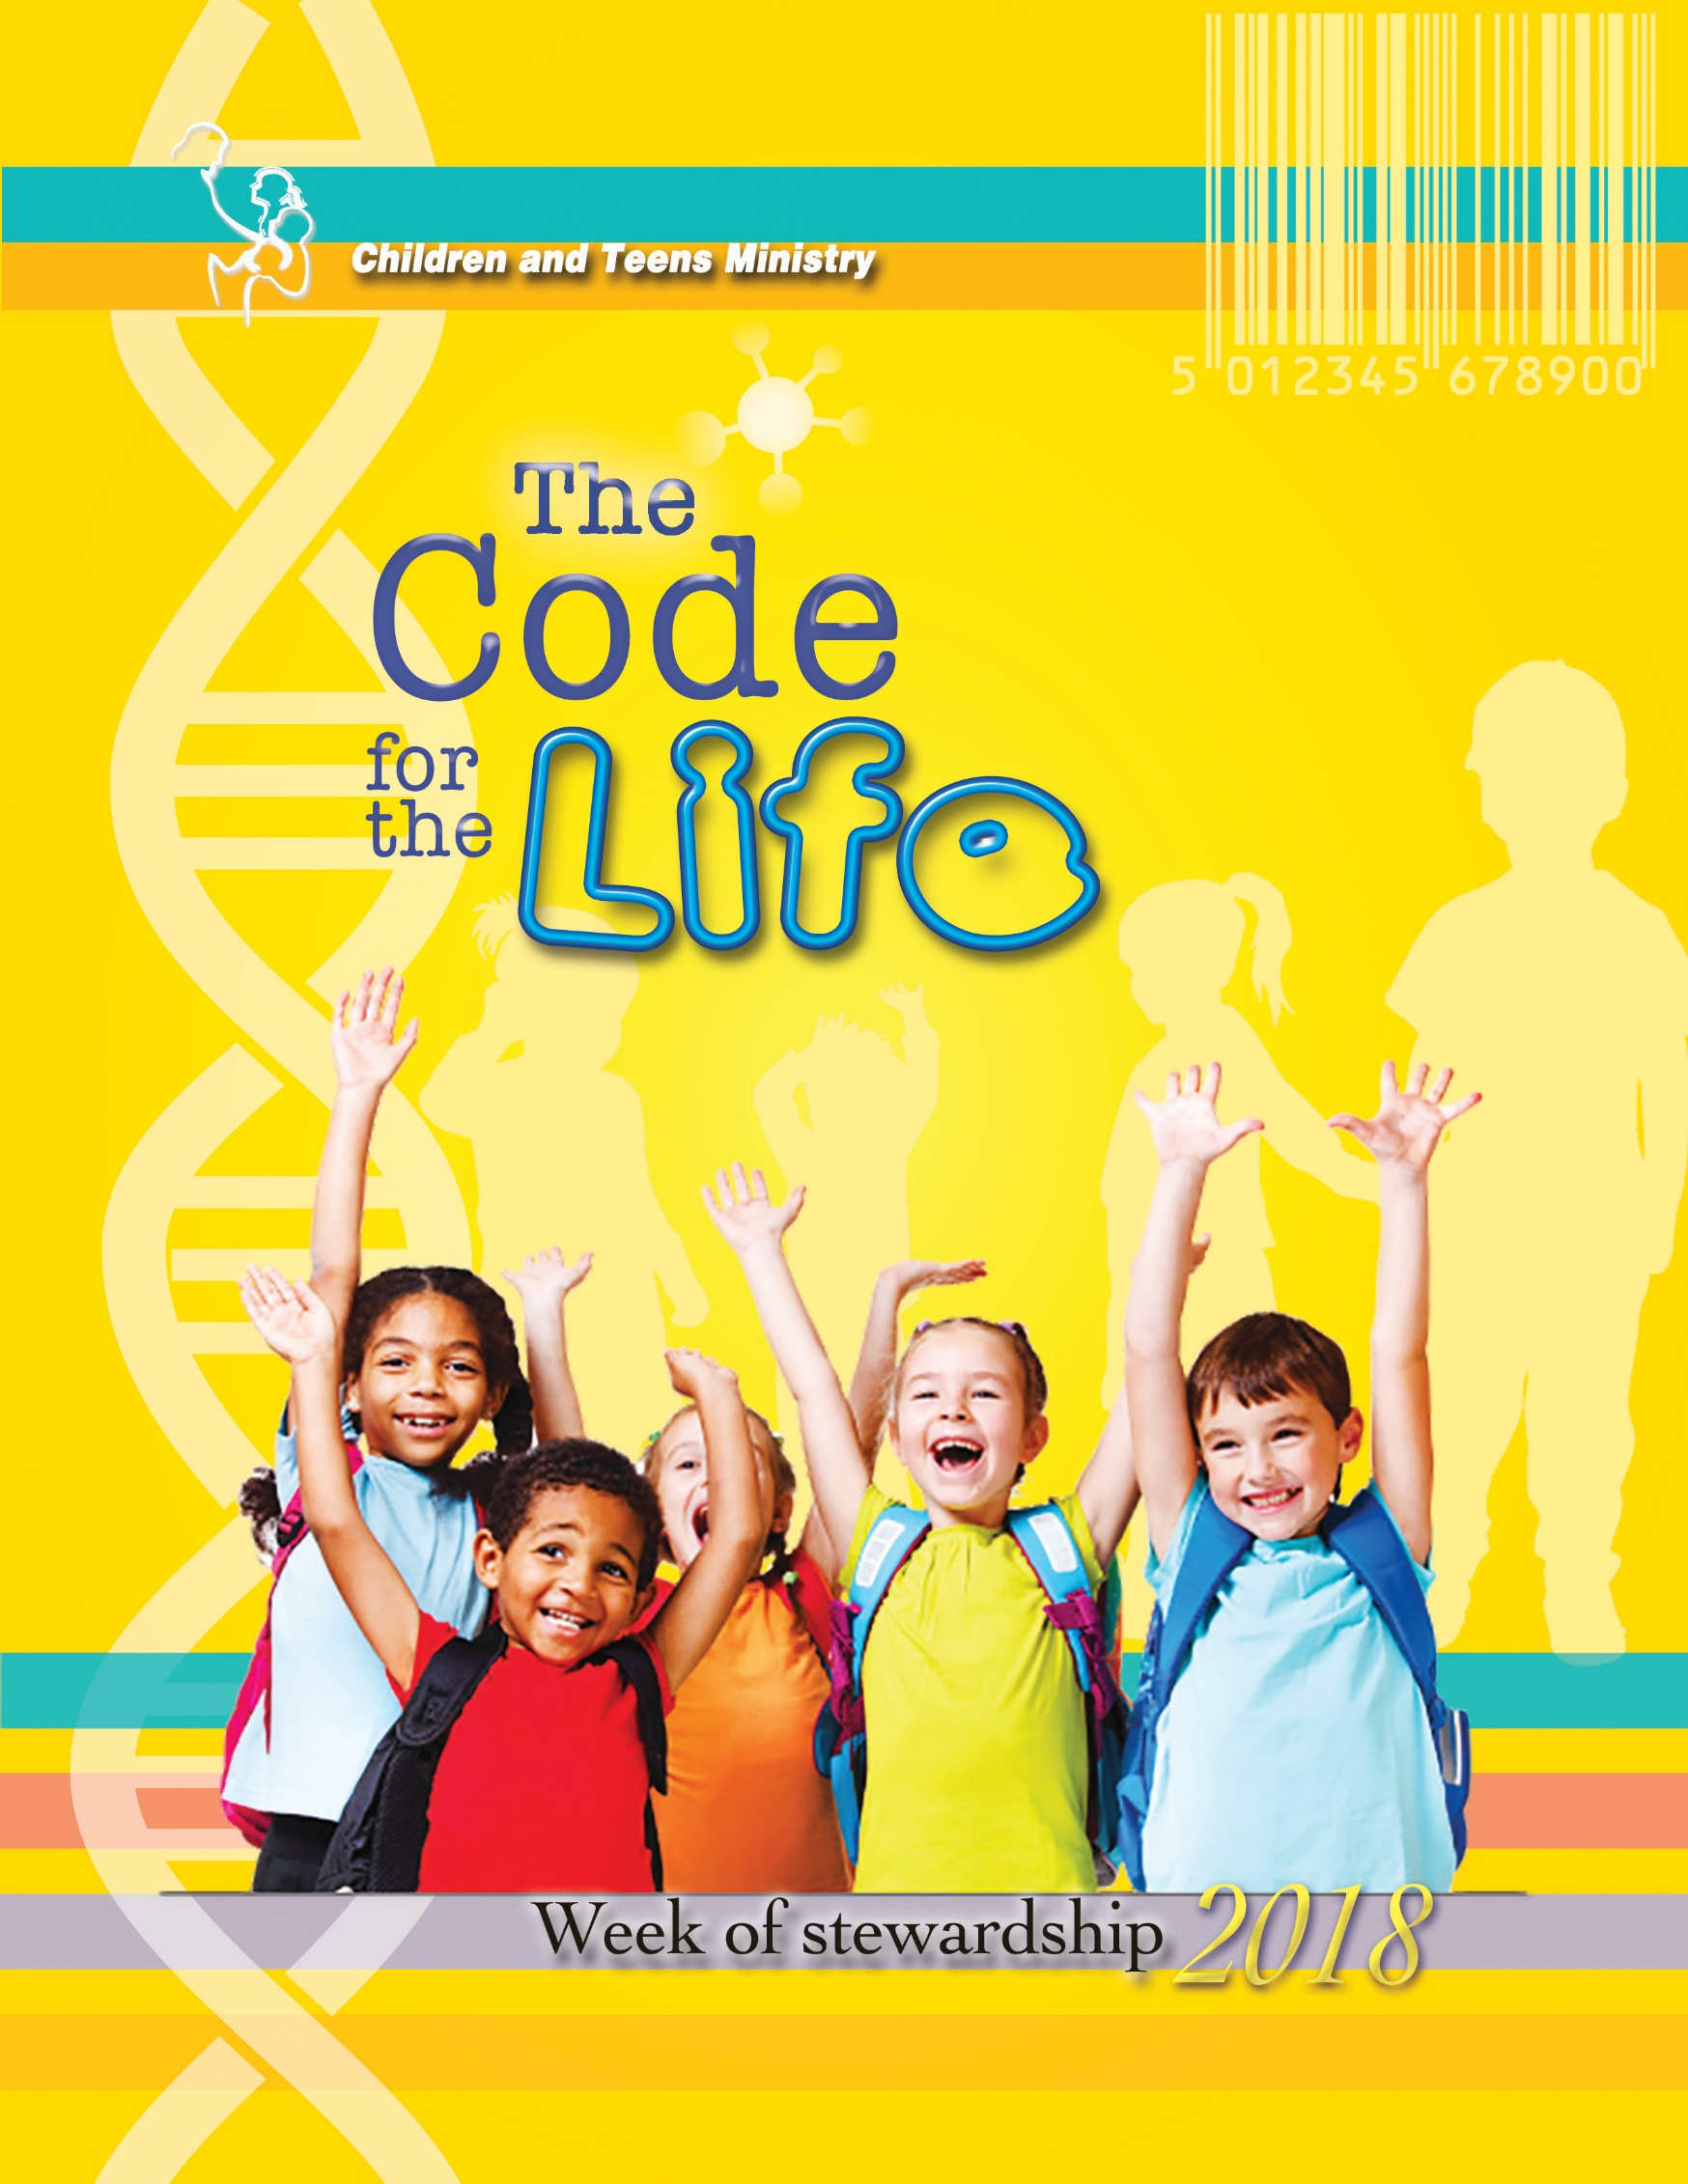 Children and Teens Ministry
5 012345 678900
The
Code
for
the
Life
Week of stewardship 2018